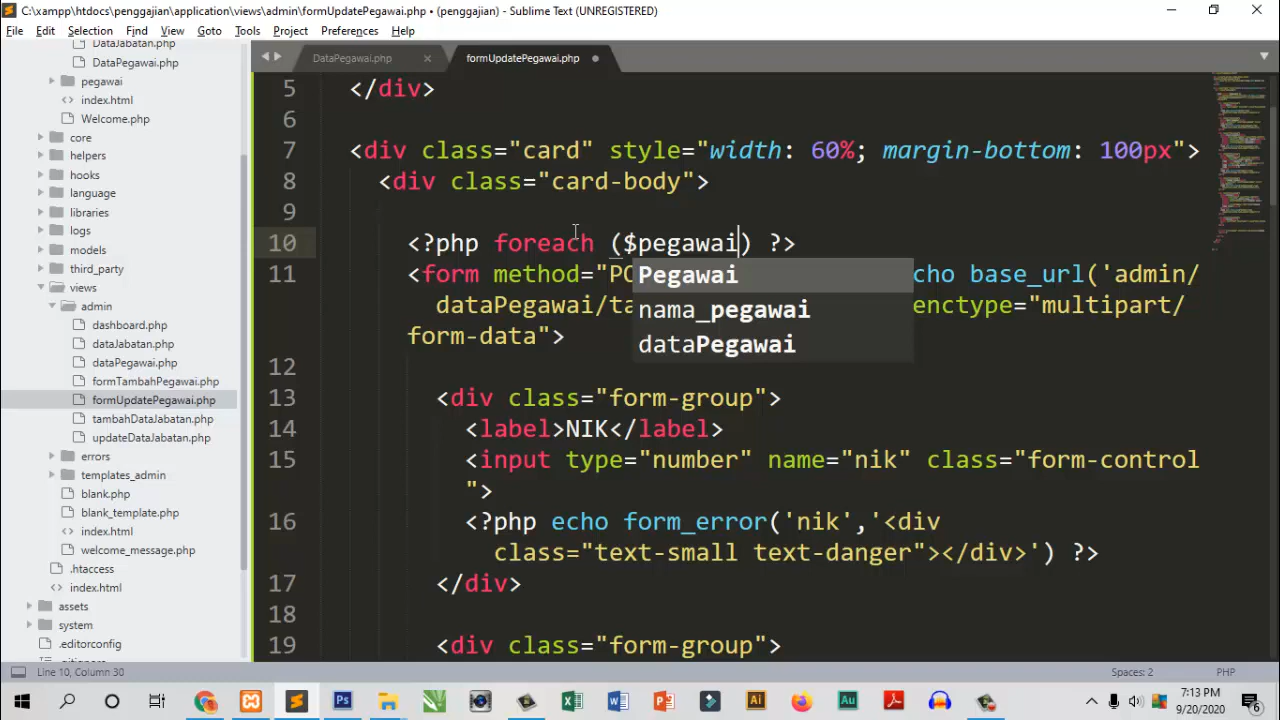 C:\xampp\htdocs\penggajian\application\views\admin\formUpdatePegawai.php • (penggajian) - Sublime Text (UNREGISTERED)
File Edit Selection Find View Goto Tools Project Preferences Help
DataJabatan.php
DataPegawai.php
pegawai
index.html
Welcome.php
core
helpers
hooks
language
libraries
logs
models
third_party
views
admin
dashboard.php
dataJabatan.php
dataPegawai.php
formTambahPegawai.php
formUpdatePegawai.php
tambahDataJabatan.php
updateDataJabatan.php
errors
templates_admin
blank.php
blank_template.php
index.html
welcome_message.php
.htaccess
index.html
assets
system
.editorconfig
.gitignore
DataPegawai.php × formUpdatePegawai.php •
5 </div>
6
7 <div class="card" style="width: 60%; margin-bottom: 100px">
8 <div class="card-body">
9
10 <?php foreach ($pegawai) ?>
11 <form method="PO cho base_url('admin/
dataPegawai/ta enctype="multipart/
form-data">
Pegawai
nama_pegawai
dataPegawai
12
13 <div class="form-group">
14 <label>NIK</label>
15 <input type="number" name="nik" class="form-control
">
16 <?php echo form_error('nik','<div
class="text-small text-danger"></div>') ?>
17 </div>
18
19 <div class="form-group">
Line 10, Column 30 Spaces: 2 PHP
7:13 PM
9/20/2020
6